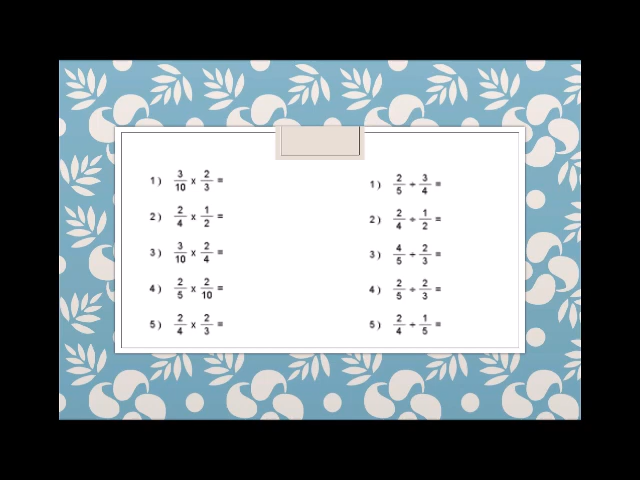 1) 3/10 x 2/3 =
2) 2/4 x 1/2 =
3) 3/10 x 2/4 =
4) 2/5 x 2/10 =
5) 2/4 x 2/3 =
1) 2/5 ÷ 3/4 =
2) 2/4 ÷ 1/2 =
3) 4/5 ÷ 2/3 =
4) 2/5 ÷ 2/3 =
5) 2/4 ÷ 1/5 =